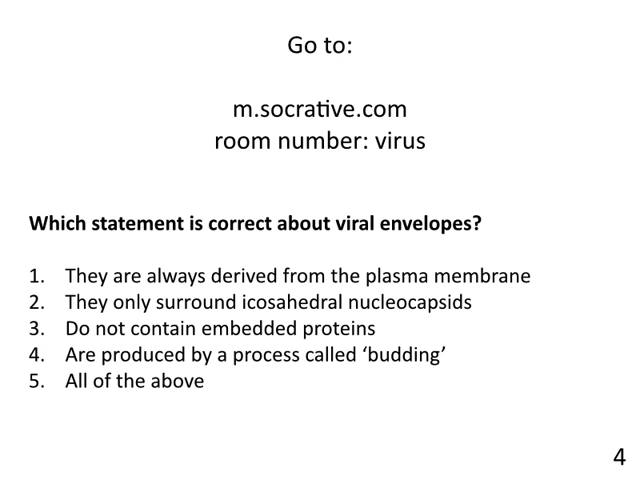 Go to:
m.socrative.com
room number: virus
Which statement is correct about viral envelopes?
1. They are always derived from the plasma membrane
2. They only surround icosahedral nucleocapsids
3. Do not contain embedded proteins
4. Are produced by a process called ‘budding’
5. All of the above
4